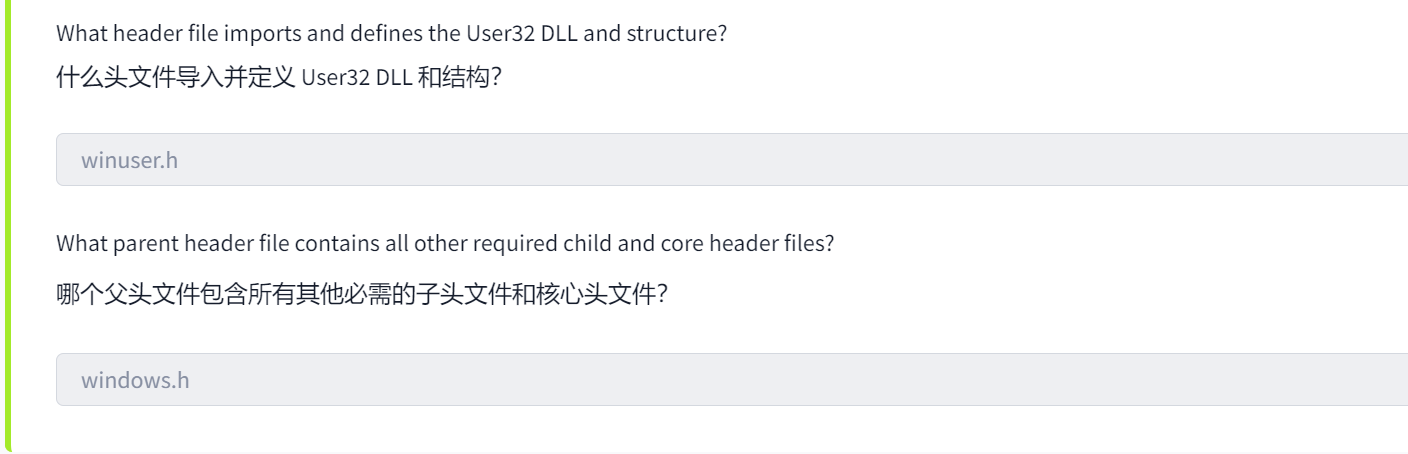 What header file imports and defines the User32 DLL and structure?
什么头文件导入并定义 User32 DLL 和结构？
winuser.h
What parent header file contains all other required child and core header files?
哪个父头文件包含所有其他必需的子头文件和核心头文件？
windows.h